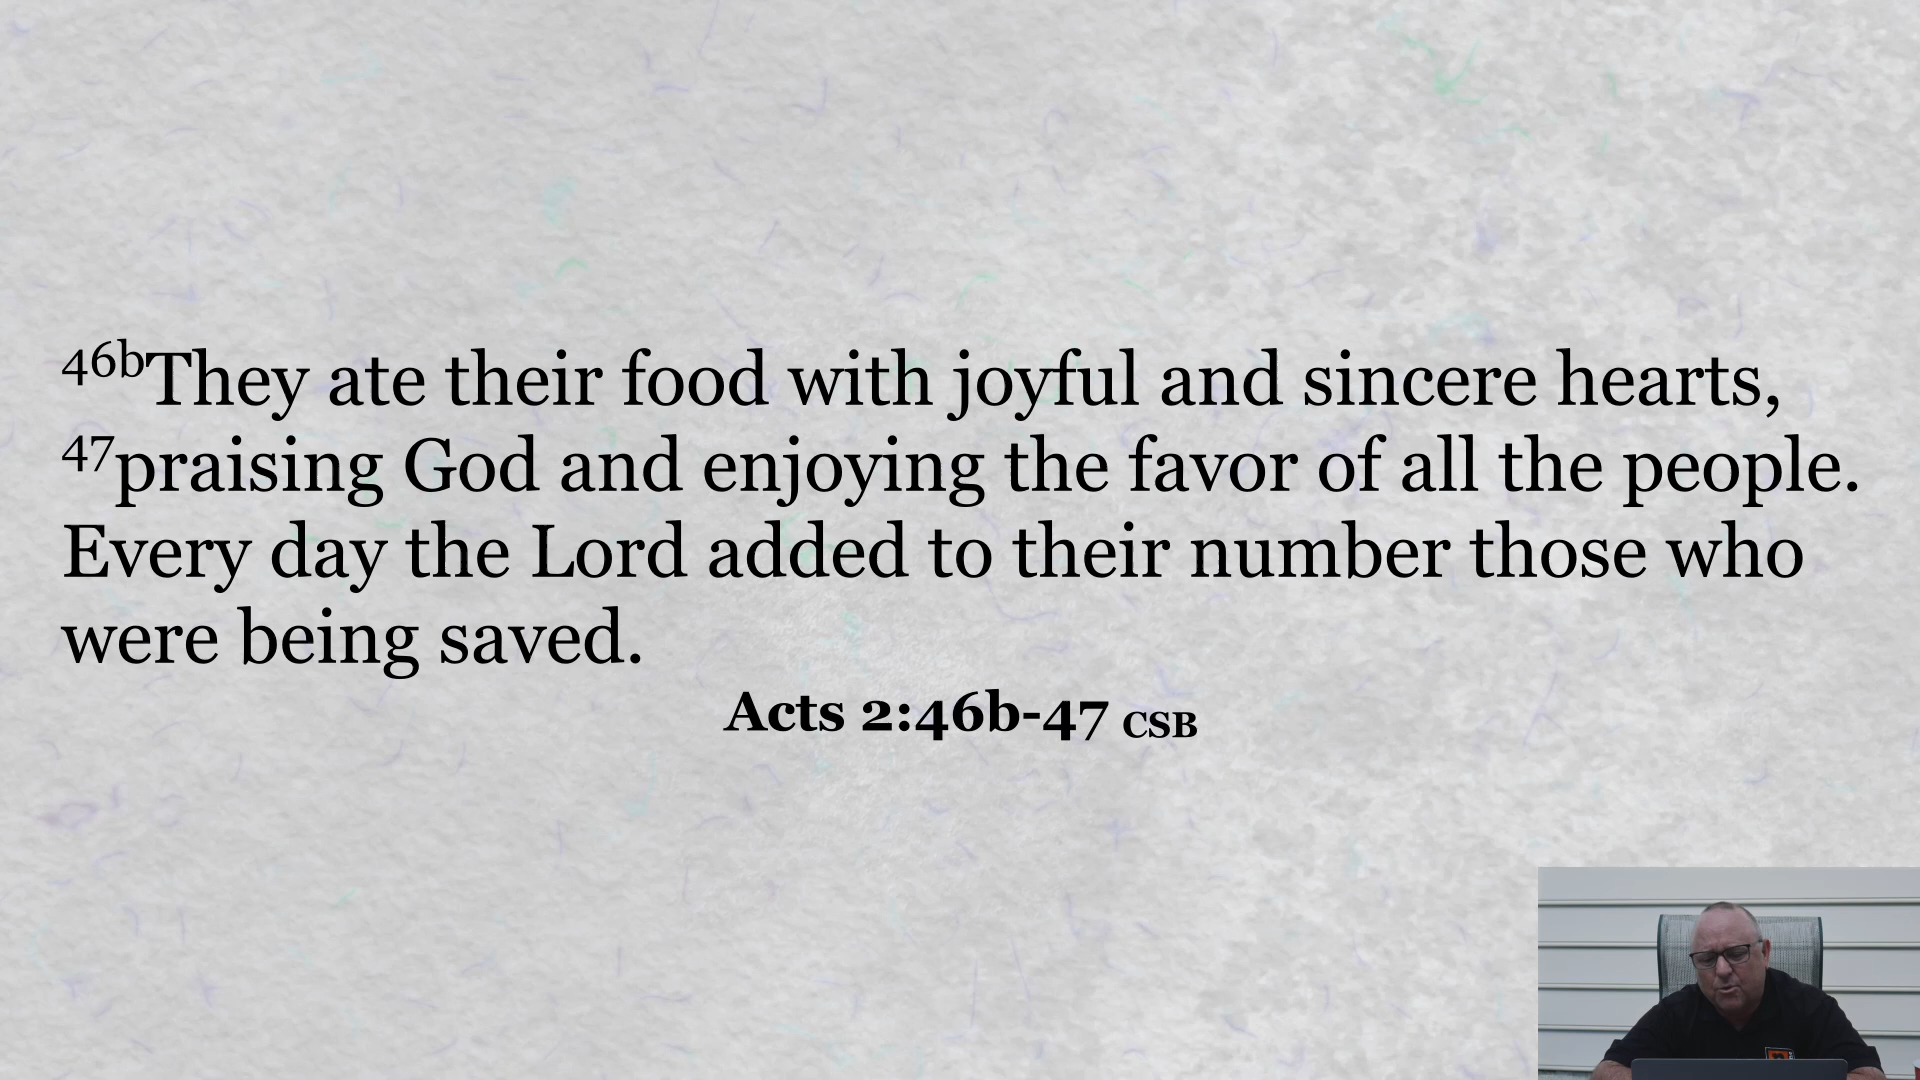 46bThey ate their food with joyful and sincere hearts,
47praising God and enjoying the favor of all the people.
Every day the Lord added to their number those who
were being saved.
Acts 2:46b-47 CSB